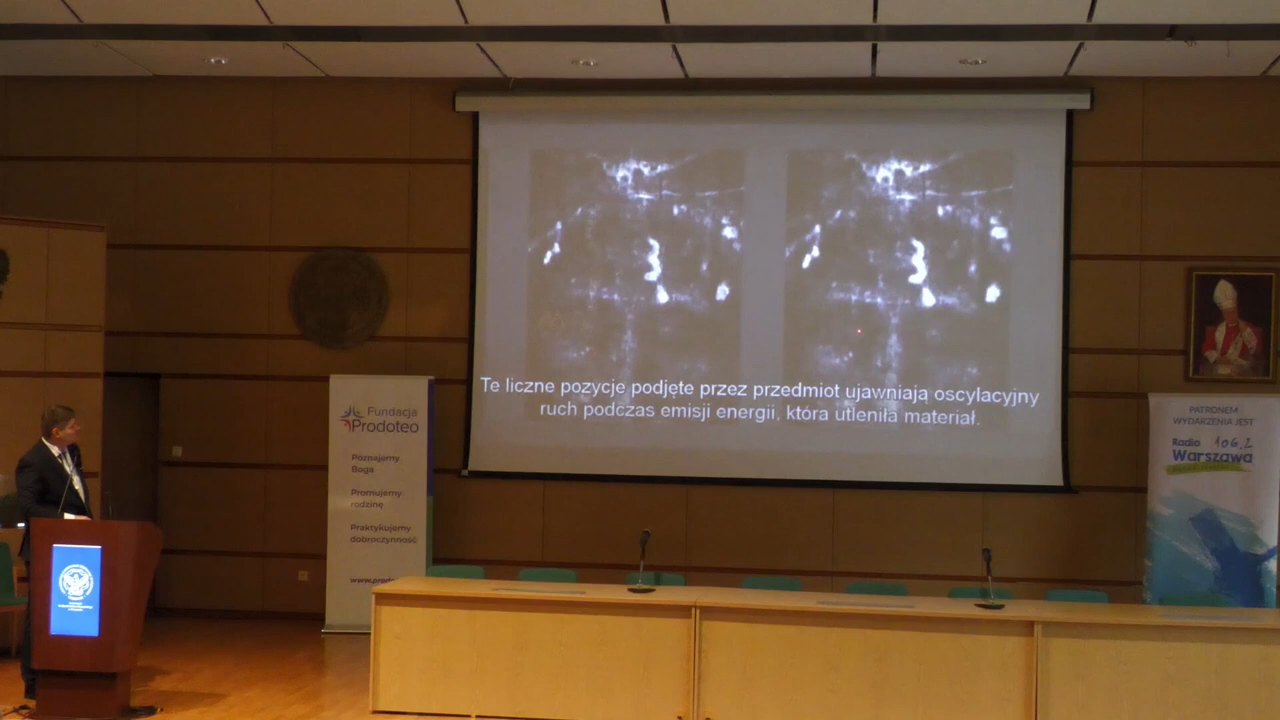 Te liczne pozycje podjęte przez przedmiot ujawniają oscylacyjny
ruch podczas emisji energii, która utleniła materiał.
Fundacja
Prodoteo
Poznajemy
Boga
Promujemy
rodzinę
Praktykujemy
dobroczynność
PATRONEM
WYDARZENIA JEST
Radio 106,2
Warszawa